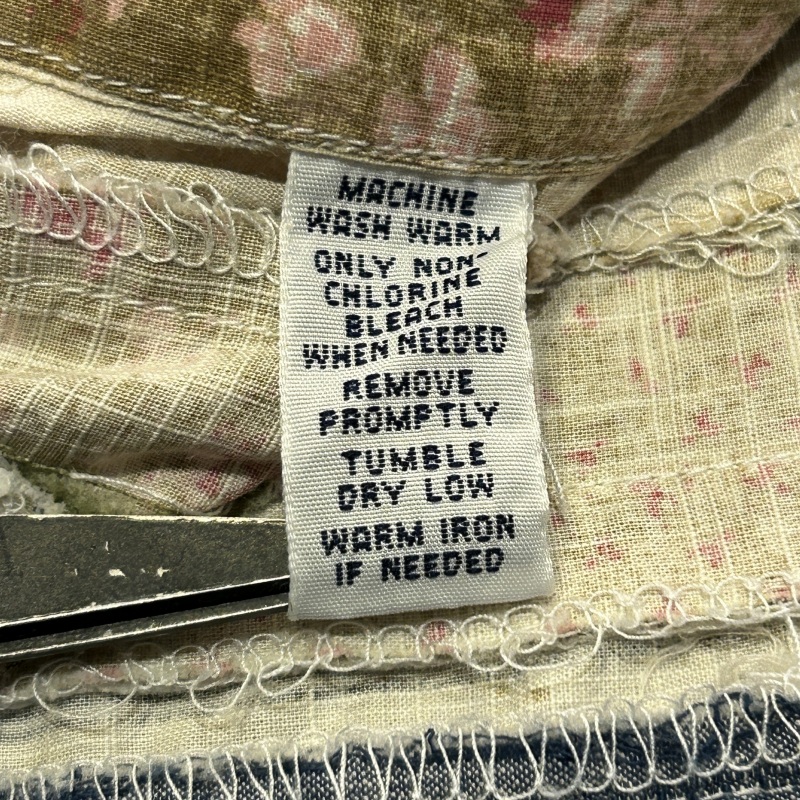 MACHINE
WASH WARM
ONLY NON-
CHLORINE
BLEACH
WHEN NEEDED
REMOVE
PROMPTLY
TUMBLE
DRY LOW
WARM IRON
IF NEEDED